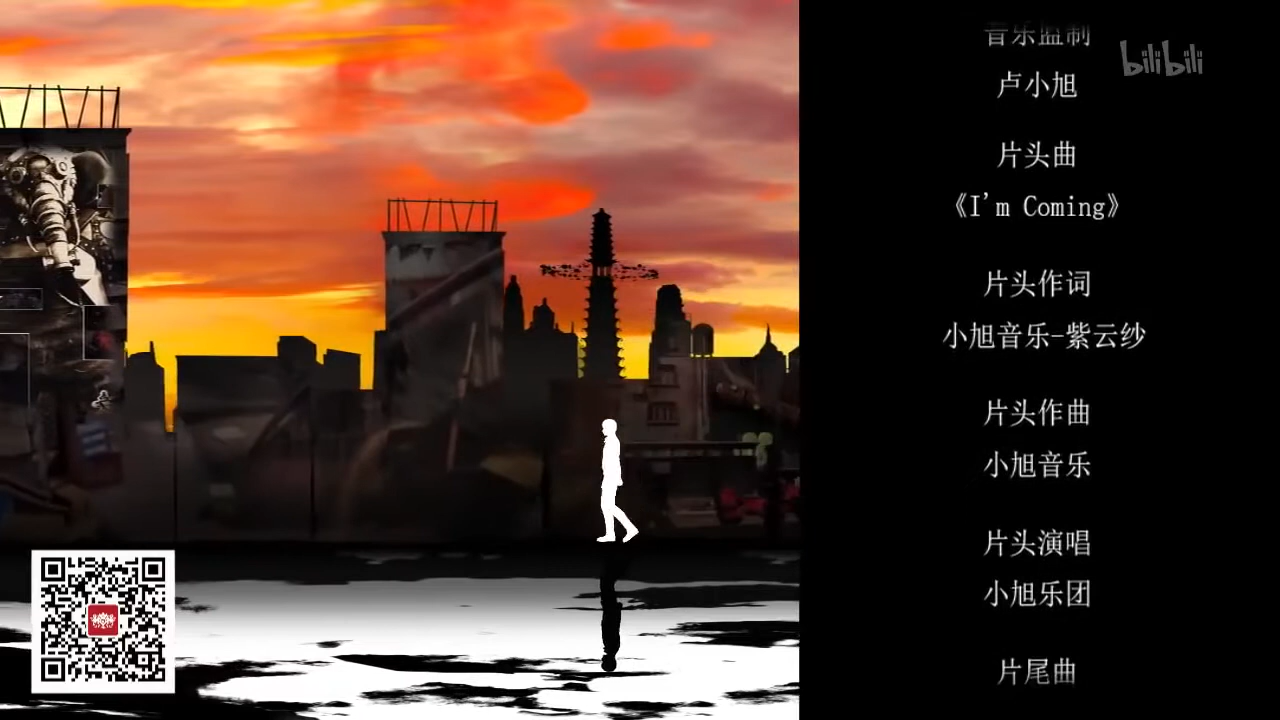 bilibili
音乐监制
卢小旭
片头曲
《I'm Coming》
片头作词
小旭音乐-紫云纱
片头作曲
小旭音乐
片头演唱
小旭乐团
片尾曲